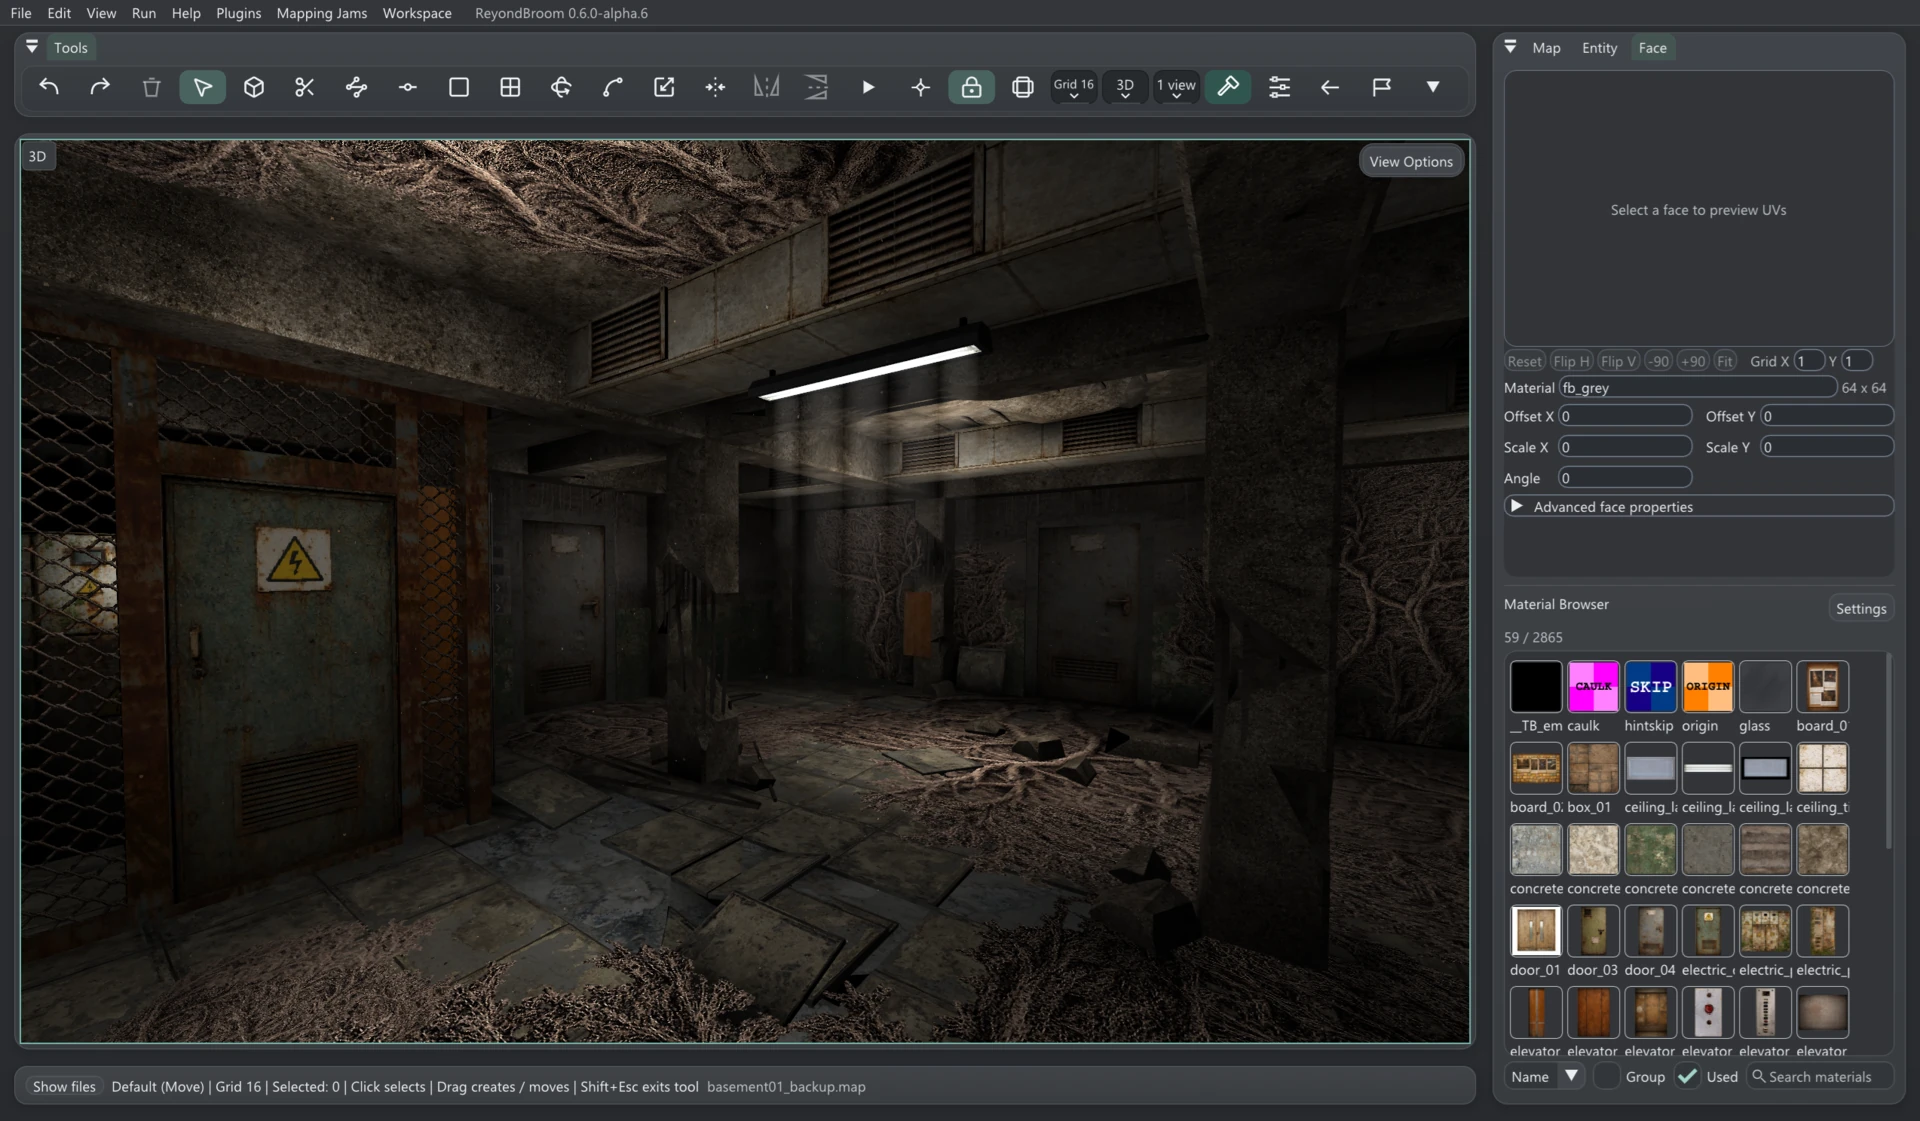 File Edit View Run Help Plugins Mapping Jams Workspace ReyondBroom 0.6.0-alpha.6
Tools
Grid 16 3D 1 view
3D
View Options
Map Entity Face
Select a face to preview UVs
Reset Flip H Flip V -90 +90 Fit Grid X 1 Y 1
Material fb_grey 64 x 64
Offset X 0 Offset Y 0
Scale X 0 Scale Y 0
Angle 0
Advanced face properties
Material Browser
Settings
59 / 2865
CAULK SKIP ORIGIN
__TB_em caulk hintskip origin glass board_0
board_0 box_01 ceiling_l ceiling_l ceiling_l ceiling_t
concrete concrete concrete concrete concrete concrete
door_01 door_03 door_04 electric_ electric_ electric_
elevator elevator elevator elevator elevator elevator
Name Group Used Search materials
Show files Default (Move) | Grid 16 | Selected: 0 | Click selects | Drag creates / moves | Shift+Esc exits tool basement01_backup.map